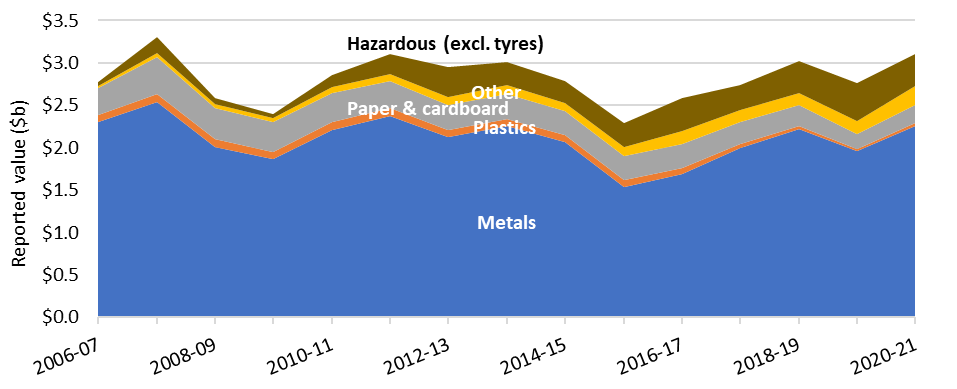 $3.5
Hazardous (excl. tyres)
$3.0
Other
$2.5
Paper & cardboard
Plastics
$2.0
$1.5
Metals
$1.0
$0.5
$0.0
Reported value ($b)
2006-07
2008-09
2010-11
2012-13
2014-15
2016-17
2018-19
2020-21